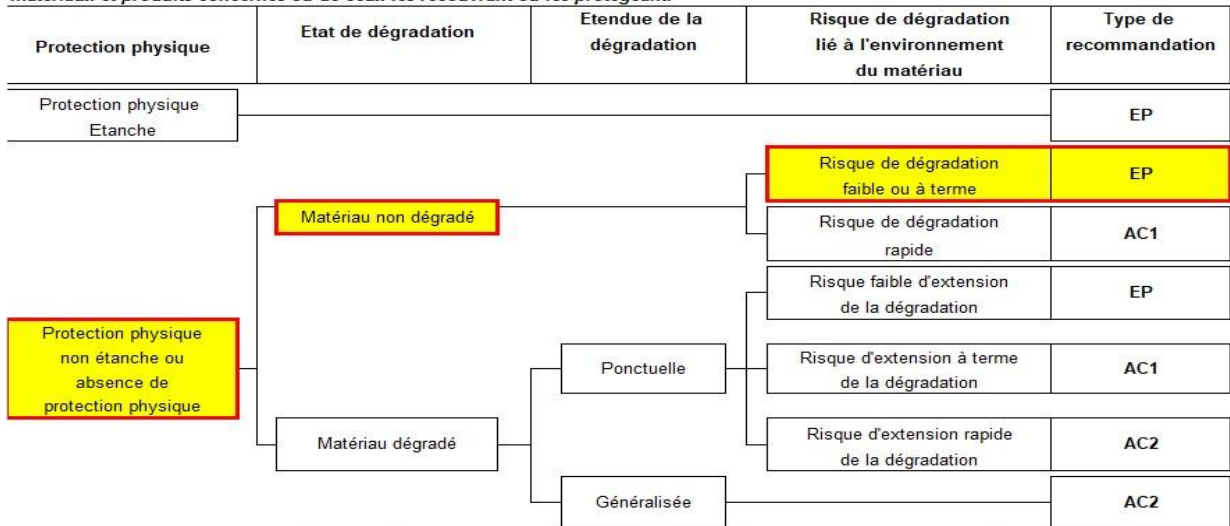 Protection physique
Etat de dégradation
Etendue de la
dégradation
Risque de dégradation
lié à l'environnement
du matériau
Type de
recommandation
Protection physique
Etanche
EP
Protection physique
non étanche ou
absence de
protection physique
Matériau non dégradé
Risque de dégradation
faible ou à terme
EP
Risque de dégradation
rapide
AC1
Matériau dégradé
Ponctuelle
Risque faible d'extension
de la dégradation
EP
Risque d'extension à terme
de la dégradation
AC1
Risque d'extension rapide
de la dégradation
AC2
Généralisée
AC2